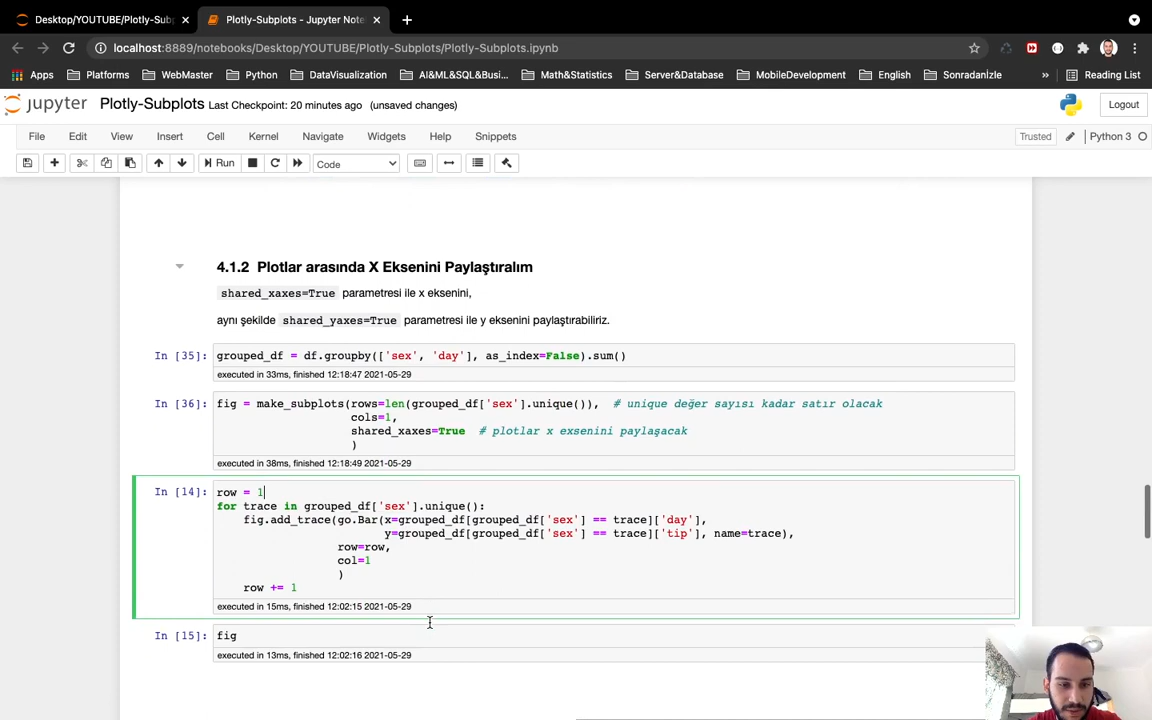 Desktop/YOUTUBE/Plotly-Sub
Plotly-Subplots - Jupyter Note
localhost:8889/notebooks/Desktop/YOUTUBE/Plotly-Subplots/Plotly-Subplots.ipynb
Apps Platforms WebMaster Python DataVisualization AI&ML&SQL&Busi... Math&Statistics Server&Database MobileDevelopment English Sonradanİzle » Reading List
jupyter Plotly-Subplots Last Checkpoint: 20 minutes ago (unsaved changes) Logout
File Edit View Insert Cell Kernel Navigate Widgets Help Snippets Trusted Python 3
Run Code
4.1.2 Plotlar arasında X Eksenini Paylaştıralım
shared_xaxes=True parametresi ile x eksenini,
aynı şekilde shared_yaxes=True parametresi ile y eksenini paylaştırabiliriz.
In [35]: grouped_df = df.groupby(['sex', 'day'], as_index=False).sum()
executed in 33ms, finished 12:18:47 2021-05-29
In [36]: fig = make_subplots(rows=len(grouped_df['sex'].unique()), # unique değer sayısı kadar satır olacak
cols=1,
shared_xaxes=True # plotlar x exsenini paylaşacak
)
executed in 38ms, finished 12:18:49 2021-05-29
In [14]: row = 1
for trace in grouped_df['sex'].unique():
fig.add_trace(go.Bar(x=grouped_df[grouped_df['sex'] == trace]['day'],
y=grouped_df[grouped_df['sex'] == trace]['tip'], name=trace),
row=row,
col=1
)
row += 1
executed in 15ms, finished 12:02:15 2021-05-29
In [15]: fig
executed in 13ms, finished 12:02:16 2021-05-29